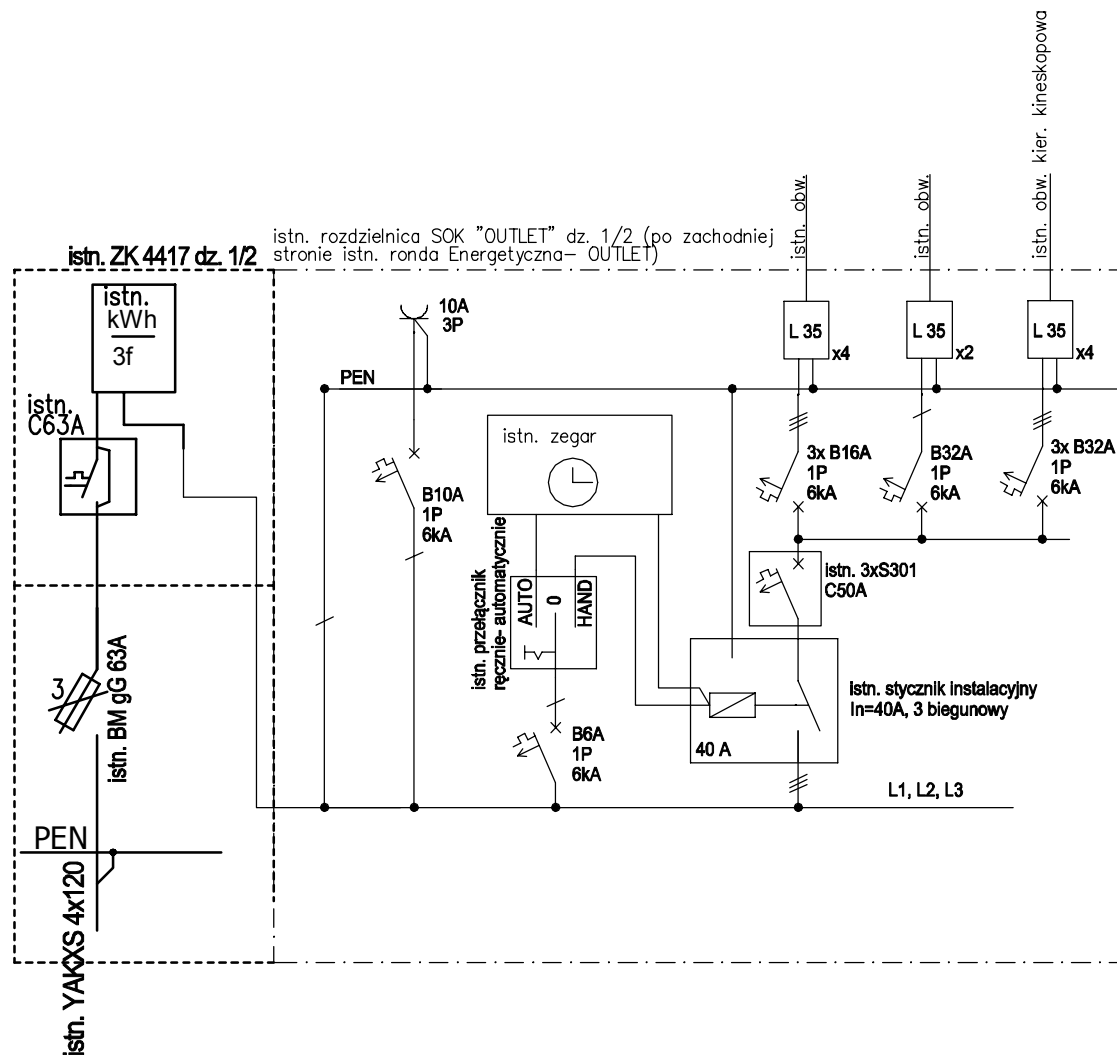 istn. obw.
istn. obw.
istn. obw. kier. kineskopowa
istn. rozdzielnica SOK "OUTLET" dz. 1/2 (po zachodniej
stronie istn. ronda Energetyczna– OUTLET)
istn. ZK 4417 dz. 1/2
istn.
kWh
3f
istn.
C63A
3
istn. BM gG 63A
PEN
istn. YAKXS 4x120
10A
3P
PEN
B10A
1P
6kA
istn. zegar
istn. przełącznik
ręcznie- automatycznie
AUTO
0
HAND
B6A
1P
6kA
L 35
x4
L 35
x2
L 35
x4
3x B16A
1P
6kA
B32A
1P
6kA
3x B32A
1P
6kA
istn. 3xS301
C50A
40 A
istn. stycznik instalacyjny
In=40A, 3 biegunowy
L1, L2, L3